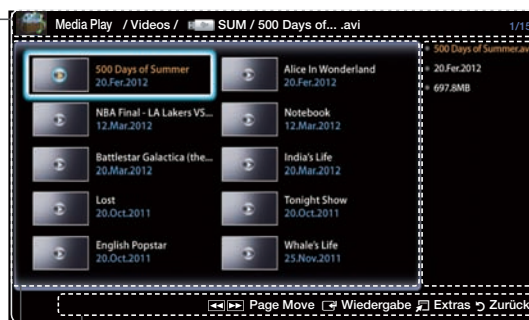 Media Play / Videos / SUM / 500 Days of... .avi 1/15
500 Days of Summer
20.Fer.2012
Alice In Wonderland
20.Fer.2012
NBA Final - LA Lakers VS...
12.Mar.2012
Notebook
12.Mar.2012
Battlestar Galactica (the...
20.Mar.2012
India's Life
20.Mar.2012
Lost
20.Oct.2011
Tonight Show
20.Oct.2011
English Popstar
20.Oct.2011
Whale's Life
25.Nov.2011
500 Days of Summer.av
20.Fer.2012
697.8MB
Page Move Wiedergabe Extras Zurück